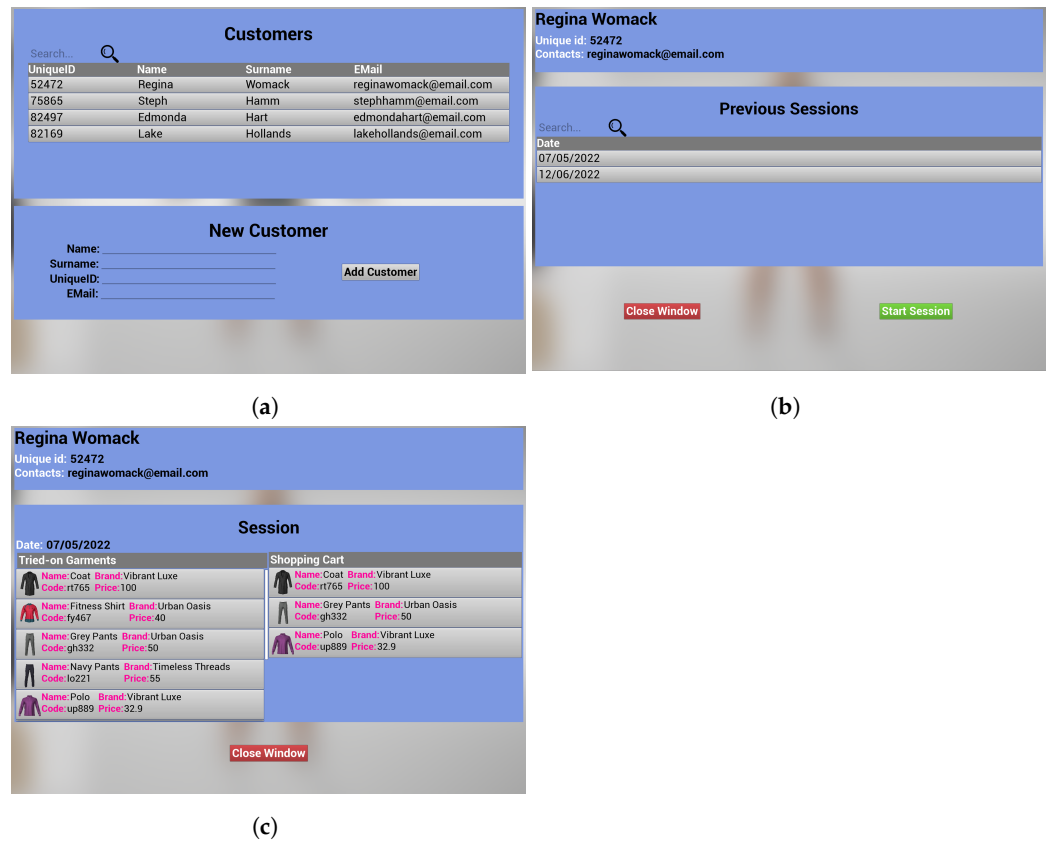 Customers
Search...
UniqueID Name Surname EMail
52472 Regina Womack reginawomack@email.com
75865 Steph Hamm stephhamm@email.com
82497 Edmonda Hart edmondahart@email.com
82169 Lake Hollands lakehollands@email.com
New Customer
Name:
Surname:
UniqueID:
EMail:
Add Customer
(a)
Regina Womack
Unique id: 52472
Contacts: reginawomack@email.com
Previous Sessions
Search...
Date
07/05/2022
12/06/2022
Close Window
Start Session
(b)
Regina Womack
Unique id: 52472
Contacts: reginawomack@email.com
Session
Date: 07/05/2022
Tried-on Garments
Name:Coat Brand:Vibrant Luxe
Code:rt765 Price:100
Name:Fitness Shirt Brand:Urban Oasis
Code:fy467 Price:40
Name:Grey Pants Brand:Urban Oasis
Code:gh332 Price:50
Name:Navy Pants Brand:Timeless Threads
Code:lo221 Price:55
Name:Polo Brand:Vibrant Luxe
Code:up889 Price:32.9
Shopping Cart
Name:Coat Brand:Vibrant Luxe
Code:rt765 Price:100
Name:Grey Pants Brand:Urban Oasis
Code:gh332 Price:50
Name:Polo Brand:Vibrant Luxe
Code:up889 Price:32.9
Close Window
(c)